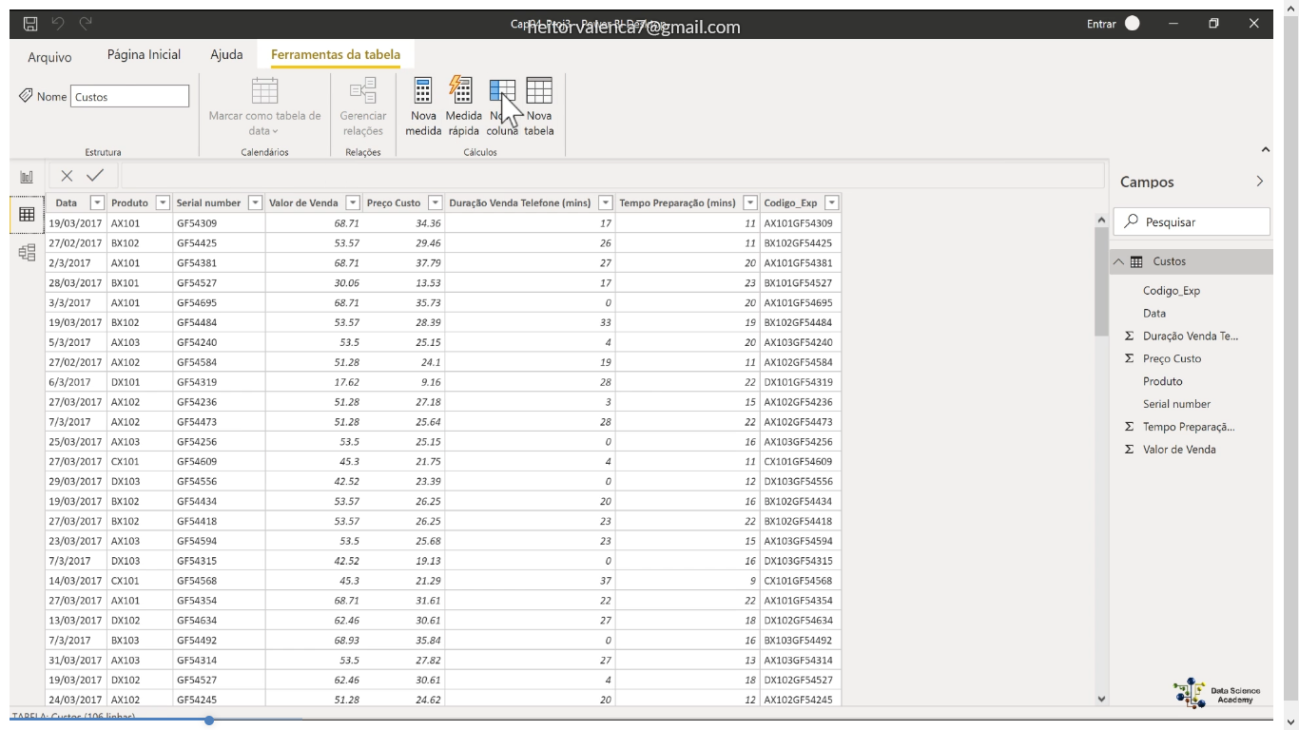 heitorvalenca7@gmail.com
Entrar
Arquivo Página Inicial Ajuda Ferramentas da tabela
Nome Custos
Marcar como tabela de data
Gerenciar relações
Nova medida
Medida rápida
coluna
Nova tabela
Estrutura Calendários Relações Cálculos
Data Produto Serial number Valor de Venda Preço Custo Duração Venda Telefone (mins) Tempo Preparação (mins) Codigo_Exp
19/03/2017 AX101 GF54309 68.71 34.36 17 11 AX101GF54309
27/02/2017 BX102 GF54425 53.57 29.46 26 11 BX102GF54425
2/3/2017 AX101 GF54381 68.71 37.79 27 20 AX101GF54381
28/03/2017 BX101 GF54527 30.06 13.53 17 23 BX101GF54527
3/3/2017 AX101 GF54695 68.71 35.73 0 20 AX101GF54695
19/03/2017 BX102 GF54484 53.57 28.39 33 19 BX102GF54484
5/3/2017 AX103 GF54240 53.5 25.15 4 20 AX103GF54240
27/02/2017 AX102 GF54584 51.28 24.1 19 11 AX102GF54584
6/3/2017 DX101 GF54319 17.62 9.16 28 22 DX101GF54319
27/03/2017 AX102 GF54236 51.28 27.18 3 15 AX102GF54236
7/3/2017 AX102 GF54473 51.28 25.64 28 22 AX102GF54473
25/03/2017 AX103 GF54256 53.5 25.15 0 16 AX103GF54256
27/03/2017 CX101 GF54609 45.3 21.75 4 11 CX101GF54609
29/03/2017 DX103 GF54556 42.52 23.39 0 12 DX103GF54556
19/03/2017 BX102 GF54434 53.57 26.25 20 16 BX102GF54434
27/03/2017 BX102 GF54418 53.57 26.25 23 22 BX102GF54418
23/03/2017 AX103 GF54594 53.5 25.68 23 15 AX103GF54594
7/3/2017 DX103 GF54315 42.52 19.13 0 16 DX103GF54315
14/03/2017 CX101 GF54568 45.3 21.29 37 9 CX101GF54568
27/03/2017 AX101 GF54354 68.71 31.61 22 22 AX101GF54354
13/03/2017 DX102 GF54634 62.46 30.61 27 18 DX102GF54634
7/3/2017 BX103 GF54492 68.93 35.84 0 16 BX103GF54492
31/03/2017 AX103 GF54314 53.5 27.82 27 13 AX103GF54314
19/03/2017 DX102 GF54527 62.46 30.61 4 18 DX102GF54527
24/03/2017 AX102 GF54245 51.28 24.62 20 12 AX102GF54245
TABELA: Custos (106 linhas)
Campos
Pesquisar
Custos
Codigo_Exp
Data
Duração Venda Te...
Preço Custo
Produto
Serial number
Tempo Preparaçã...
Valor de Venda
Data Science
Academy